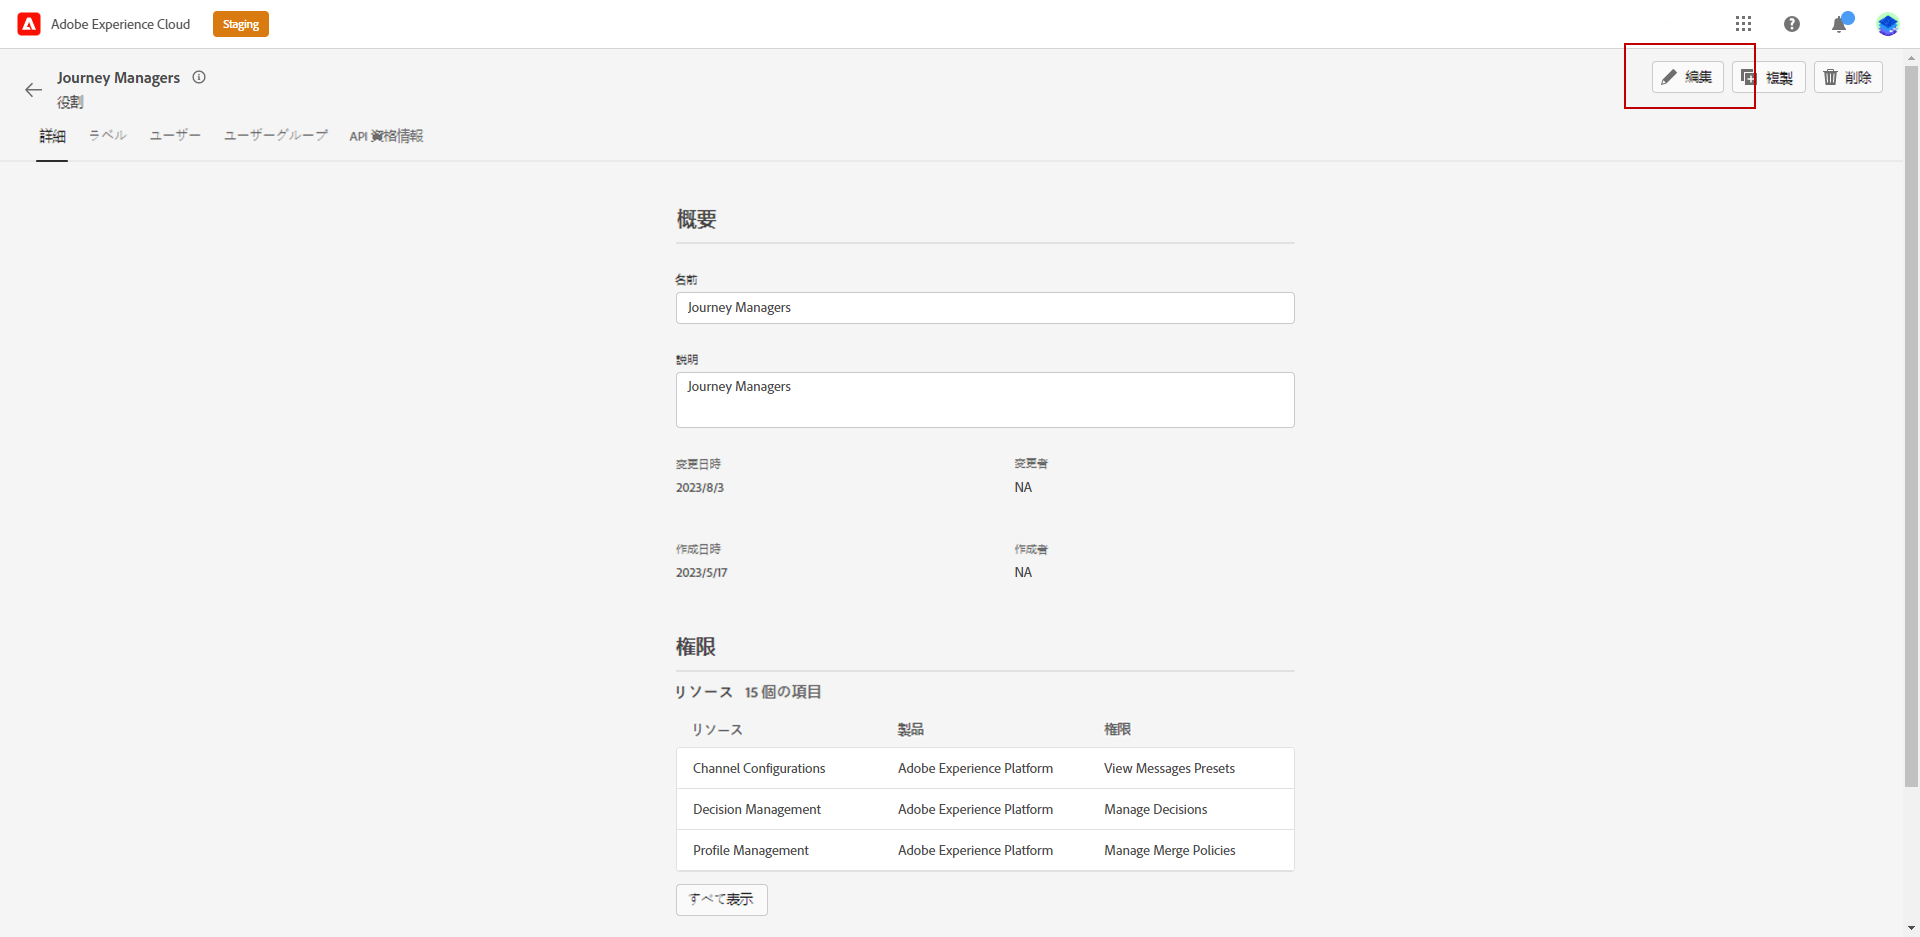 Adobe Experience Cloud Staging
Journey Managers
役割
編集 複製 削除
詳細 ラベル ユーザー ユーザーグループ API 資格情報
概要
名前
Journey Managers
説明
Journey Managers
変更日時 変更者
2023/8/3 NA
作成日時 作成者
2023/5/17 NA
権限
リソース 15 個の項目
リソース 製品 権限
Channel Configurations Adobe Experience Platform View Messages Presets
Decision Management Adobe Experience Platform Manage Decisions
Profile Management Adobe Experience Platform Manage Merge Policies
すべて表示